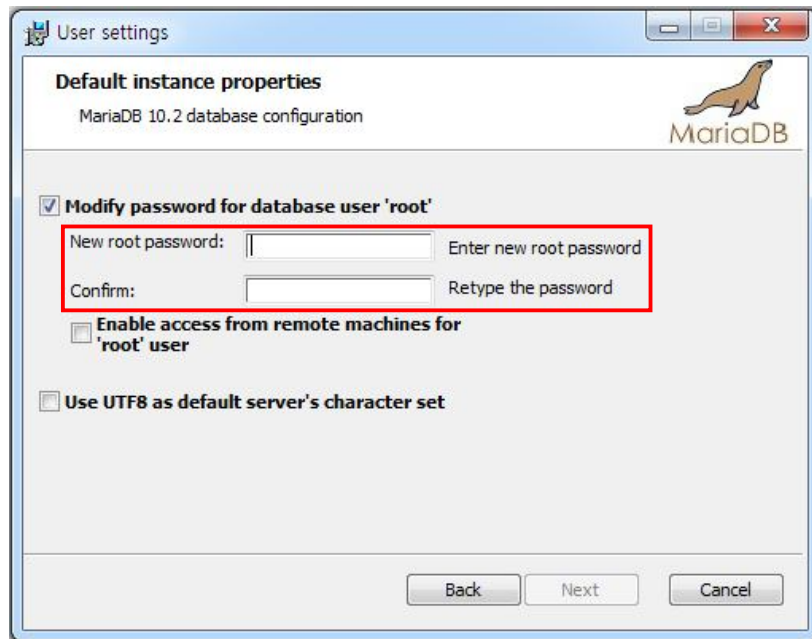 User settings
Default instance properties
MariaDB 10.2 database configuration
MariaDB
Modify password for database user 'root'
New root password: Enter new root password
Confirm: Retype the password
Enable access from remote machines for
'root' user
Use UTF8 as default server's character set
Back Next Cancel